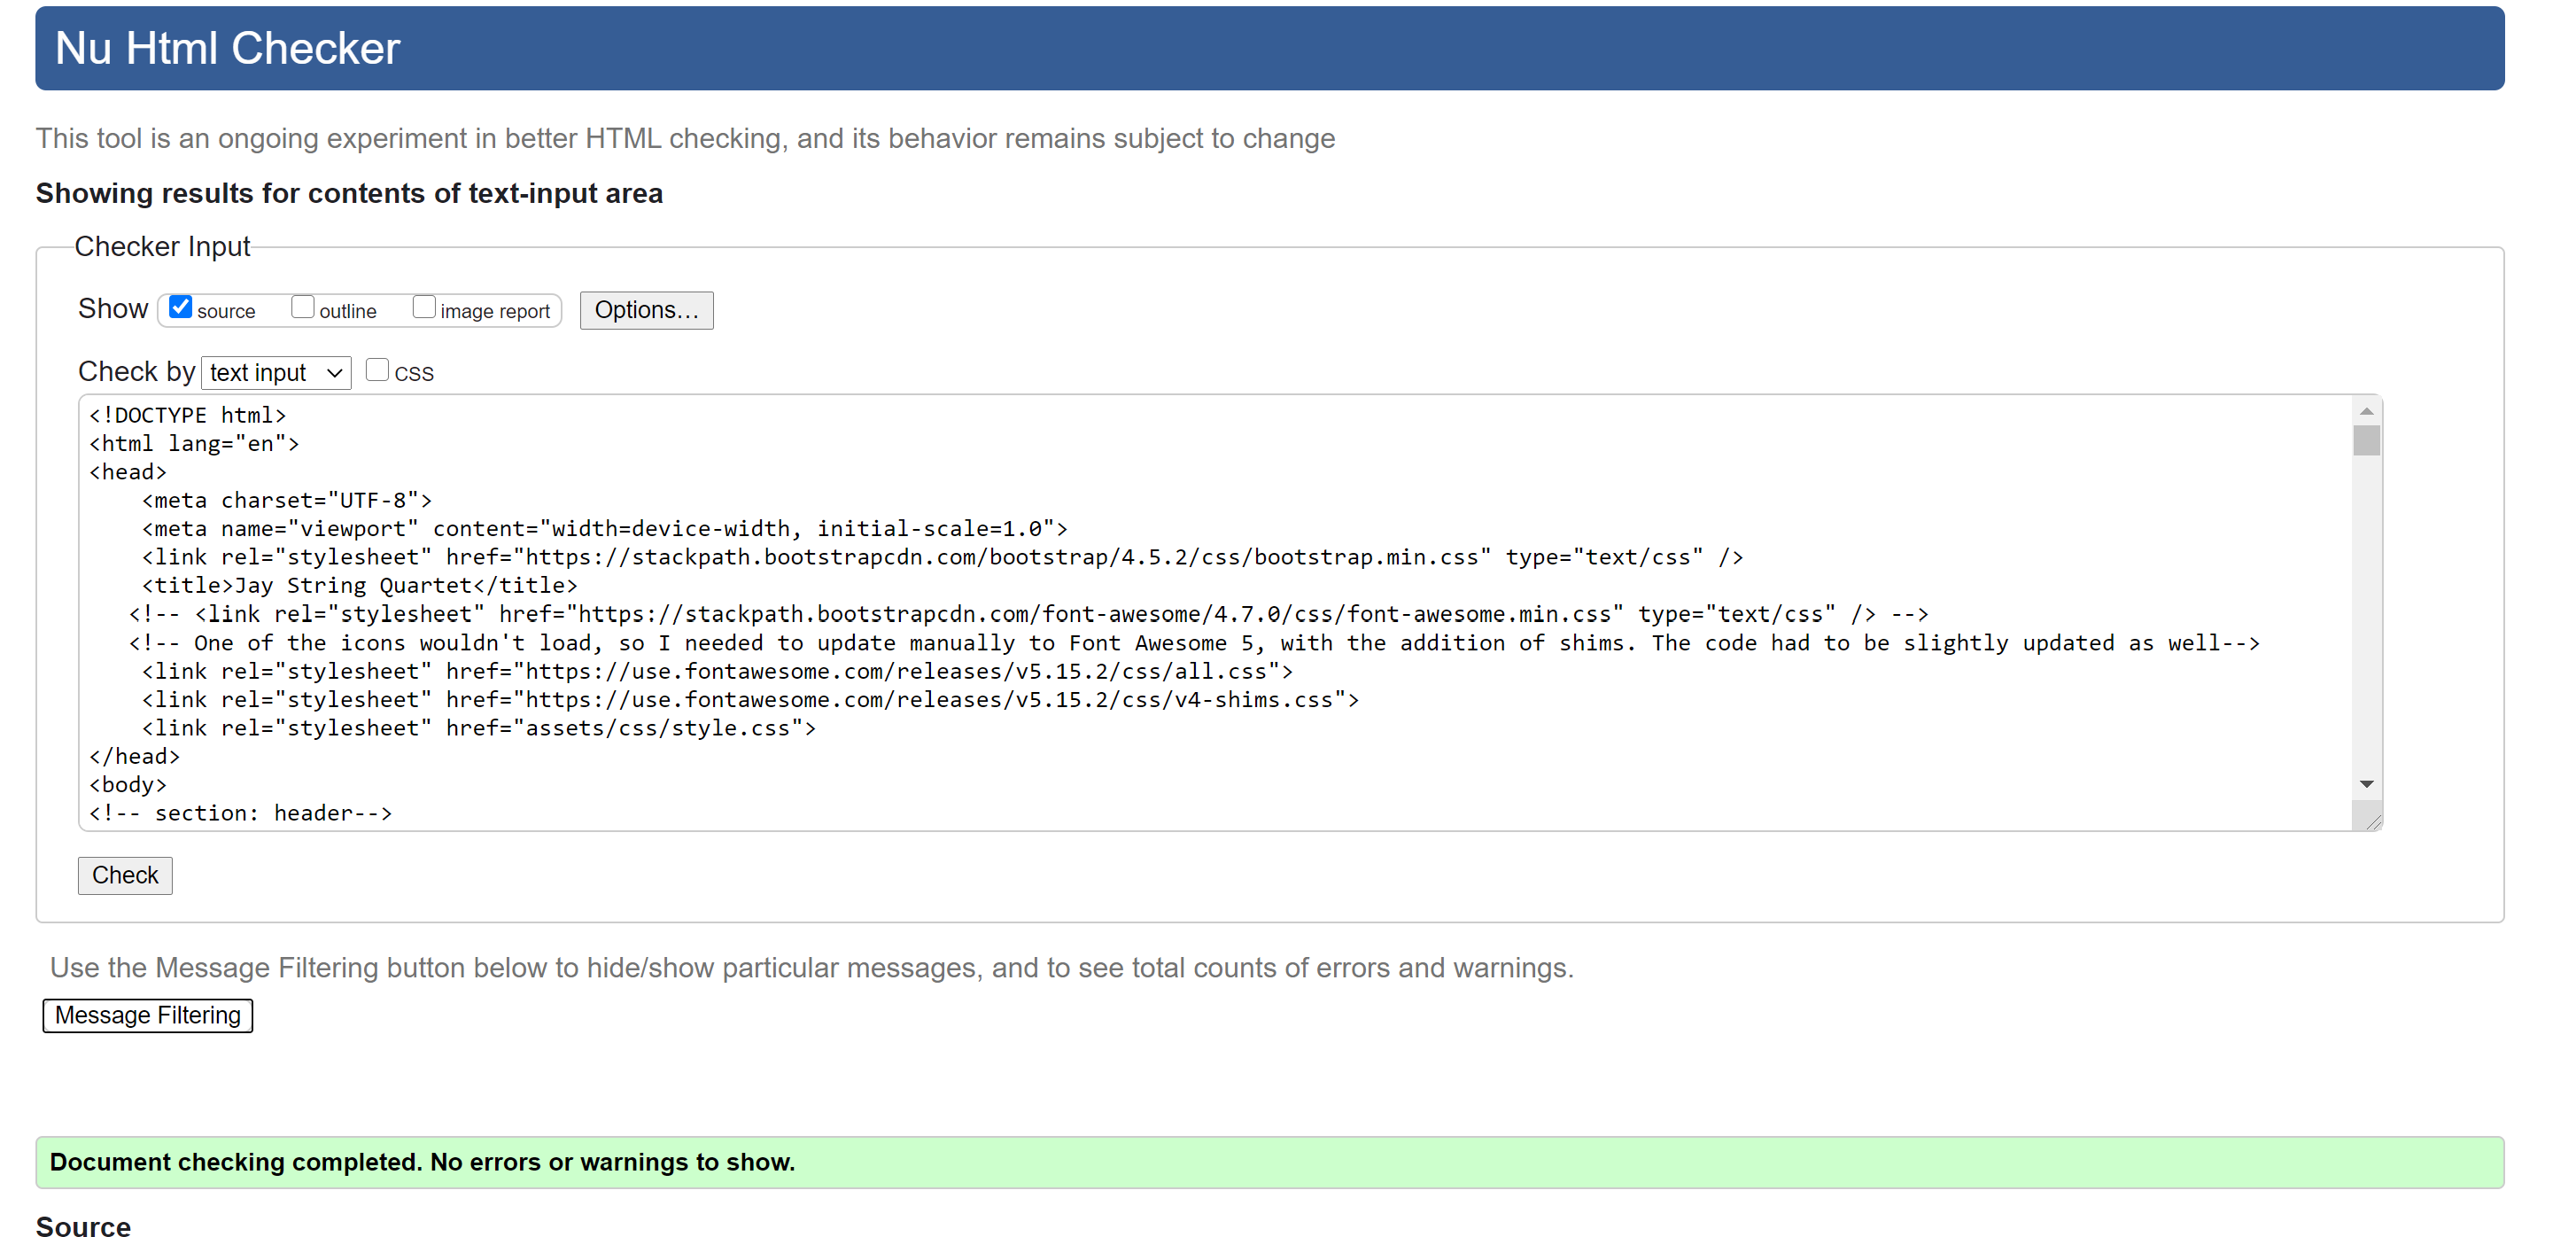 Nu Html Checker
This tool is an ongoing experiment in better HTML checking, and its behavior remains subject to change
Showing results for contents of text-input area
Checker Input
Show source outline image report Options...
Check by text input CSS
<!DOCTYPE html>
<html lang="en">
<head>
    <meta charset="UTF-8">
    <meta name="viewport" content="width=device-width, initial-scale=1.0">
    <link rel="stylesheet" href="https://stackpath.bootstrapcdn.com/bootstrap/4.5.2/css/bootstrap.min.css" type="text/css" />
    <title>Jay String Quartet</title>
   <!-- <link rel="stylesheet" href="https://stackpath.bootstrapcdn.com/font-awesome/4.7.0/css/font-awesome.min.css" type="text/css" /> -->
   <!-- One of the icons wouldn't load, so I needed to update manually to Font Awesome 5, with the addition of shims. The code had to be slightly updated as well-->
    <link rel="stylesheet" href="https://use.fontawesome.com/releases/v5.15.2/css/all.css">
    <link rel="stylesheet" href="https://use.fontawesome.com/releases/v5.15.2/css/v4-shims.css">
    <link rel="stylesheet" href="assets/css/style.css">
</head>
<body>
<!-- section: header-->
Check
Use the Message Filtering button below to hide/show particular messages, and to see total counts of errors and warnings.
Message Filtering
Document checking completed. No errors or warnings to show.
Source